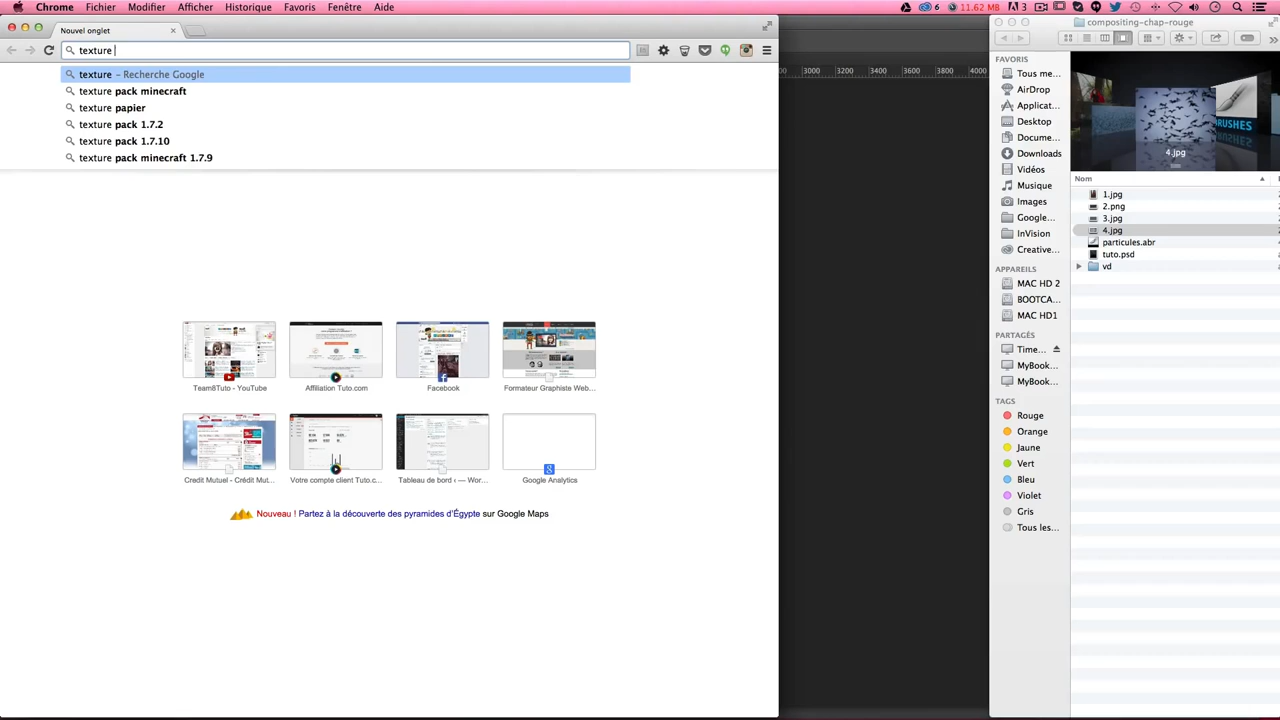 Chrome Fichier Modifier Afficher Historique Favoris Fenêtre Aide
6 11.62 MB 3
Nouvel onglet
texture
texture – Recherche Google
texture pack minecraft
texture papier
texture pack 1.7.2
texture pack 1.7.10
texture pack minecraft 1.7.9
Team8Tuto - YouTube
Affiliation Tuto.com
Facebook
Formateur Graphiste Web...
Credit Mutuel - Crédit Mut...
Votre compte client Tuto.c...
Tableau de bord ‹ — Wor...
Google Analytics
Nouveau ! Partez à la découverte des pyramides d'Égypte sur Google Maps
3000 3200 3400 3600 3800 4000
compositing-chap-rouge
FAVORIS
Tous me...
AirDrop
Applicat...
Desktop
Docume...
Downloads
Vidéos
Musique
Images
Google...
InVision
Creative...
APPAREILS
MAC HD 2
BOOTCA...
MAC HD1
PARTAGÉS
Time...
MyBook...
MyBook...
TAGS
Rouge
Orange
Jaune
Vert
Bleu
Violet
Gris
Tous les...
BRUSHES
4.jpg
Nom
1.jpg
2.png
3.jpg
4.jpg
particules.abr
tuto.psd
vd